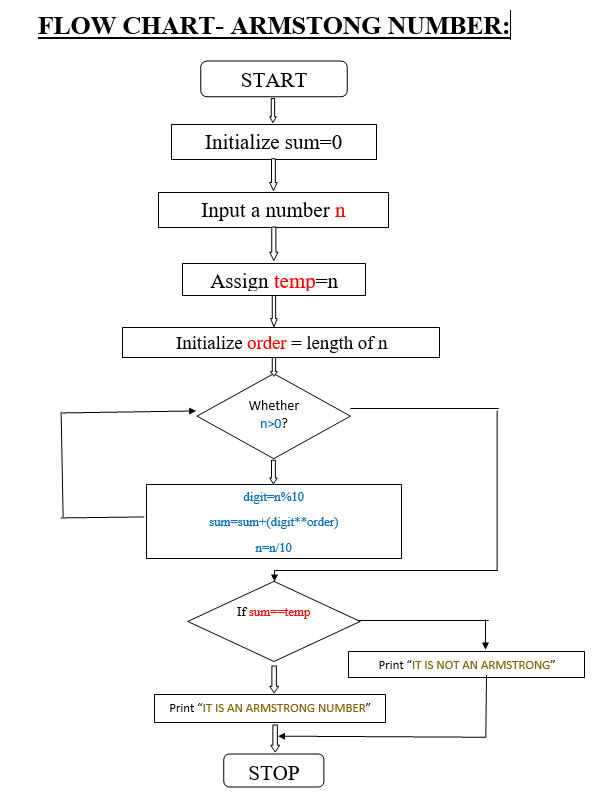 FLOW CHART- ARMSTONG NUMBER:
START
Initialize sum=0
Input a number n
Assign temp=n
Initialize order = length of n
Whether
n>0?
digit=n%10
sum=sum+(digit**order)
n=n/10
If sum==temp
Print “IT IS NOT AN ARMSTRONG”
Print “IT IS AN ARMSTRONG NUMBER”
STOP